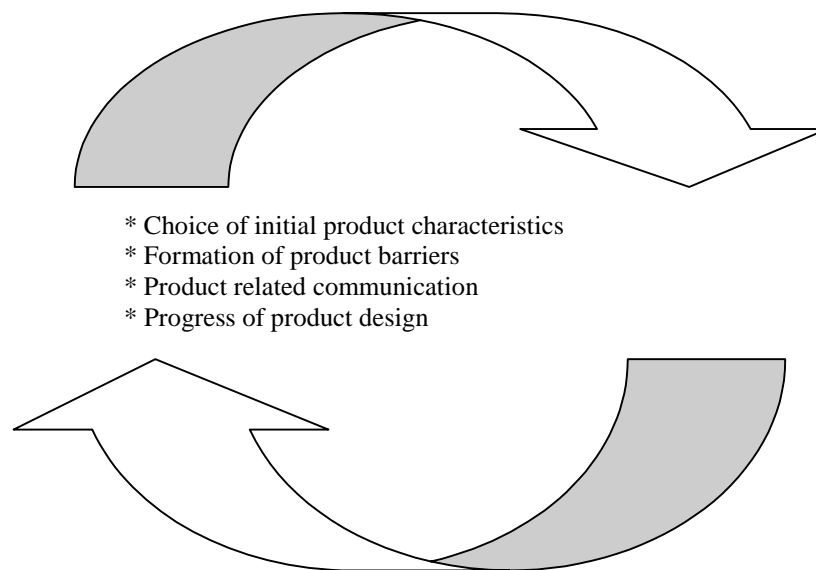 * Choice of initial product characteristics
* Formation of product barriers
* Product related communication
* Progress of product design